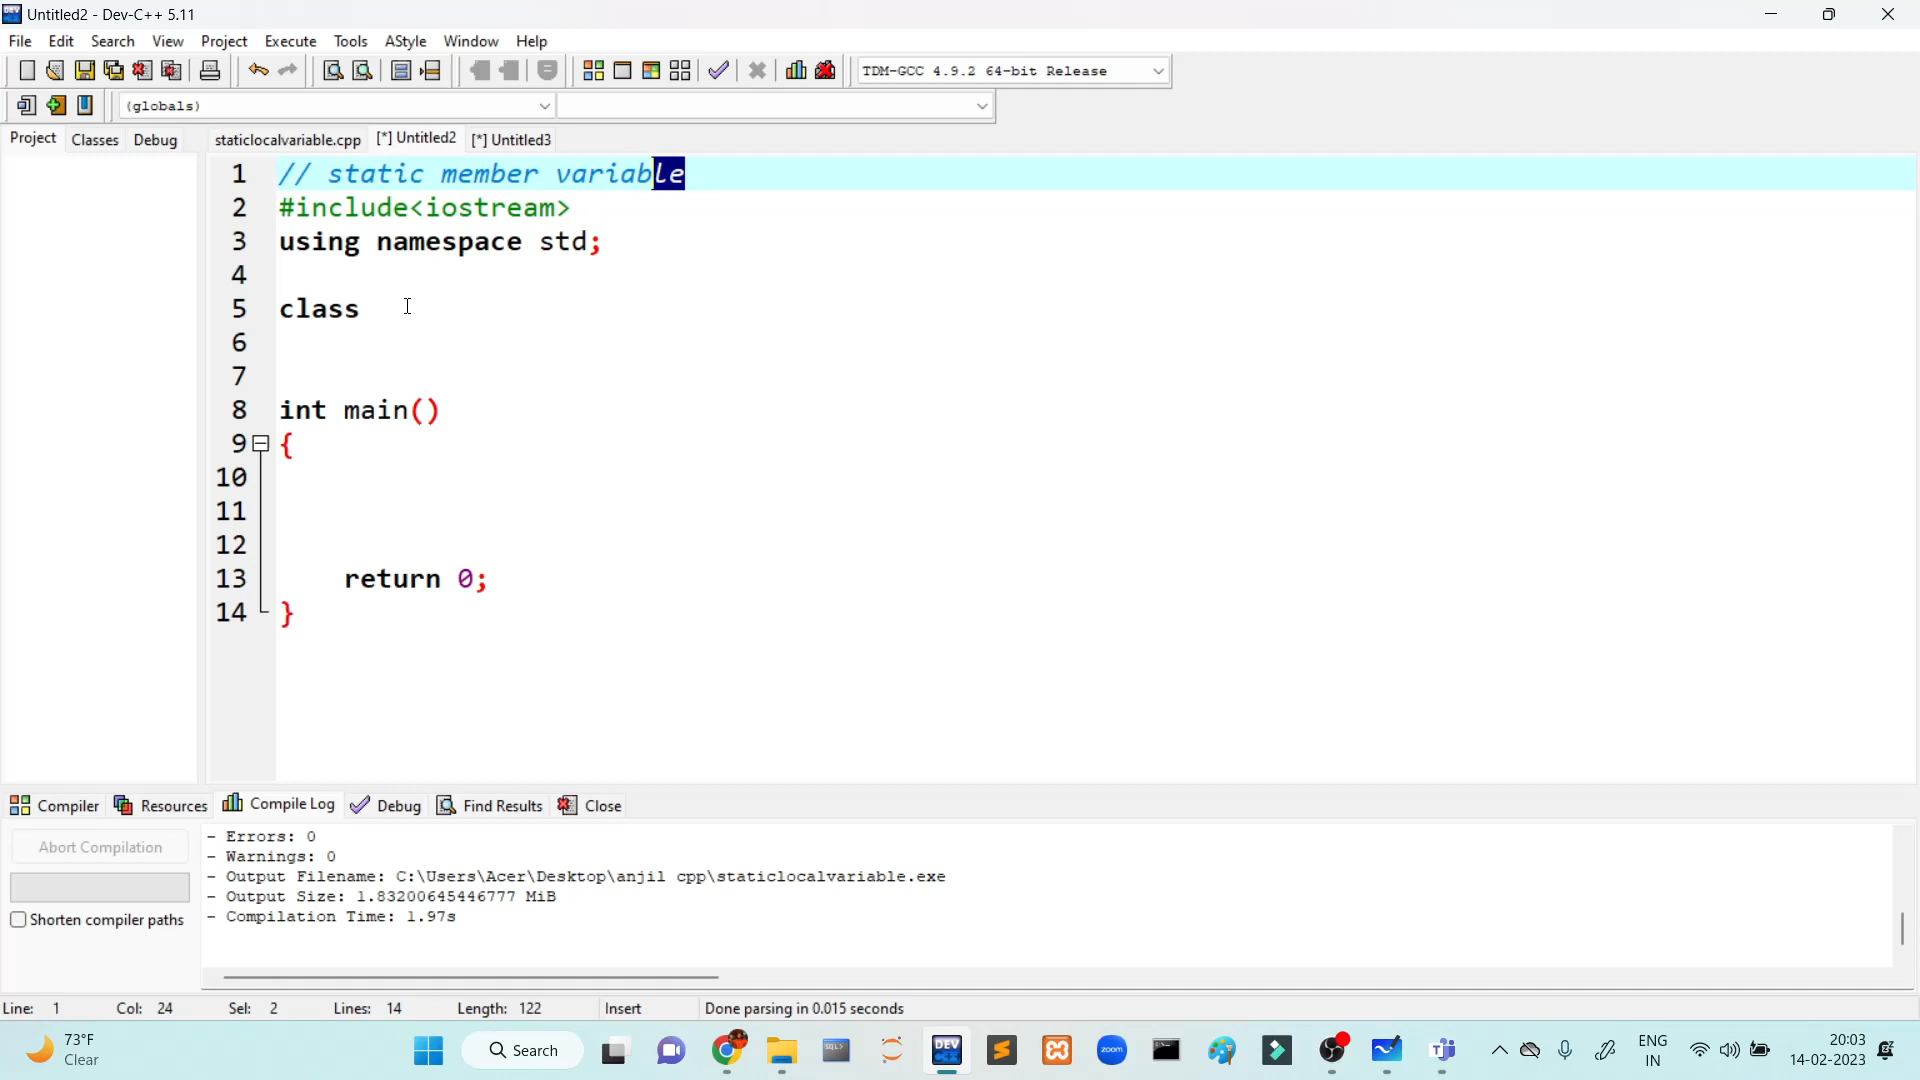 Untitled2 - Dev-C++ 5.11
File Edit Search View Project Execute Tools AStyle Window Help
TDM-GCC 4.9.2 64-bit Release
(globals)
Project Classes Debug staticlocalvariable.cpp [*] Untitled2 [*] Untitled3
1 // static member variable
2 #include<iostream>
3 using namespace std;
4
5 class
6
7
8 int main()
9 {
10
11
12
13 return 0;
14 }
Compiler Resources Compile Log Debug Find Results Close
Abort Compilation
Shorten compiler paths
- Errors: 0
- Warnings: 0
- Output Filename: C:\Users\Acer\Desktop\anjil cpp\staticlocalvariable.exe
- Output Size: 1.83200645446777 MiB
- Compilation Time: 1.97s
Line: 1 Col: 24 Sel: 2 Lines: 14 Length: 122 Insert Done parsing in 0.015 seconds
73°F
Clear
Search
DEV
zoom
ENG
IN
20:03
14-02-2023